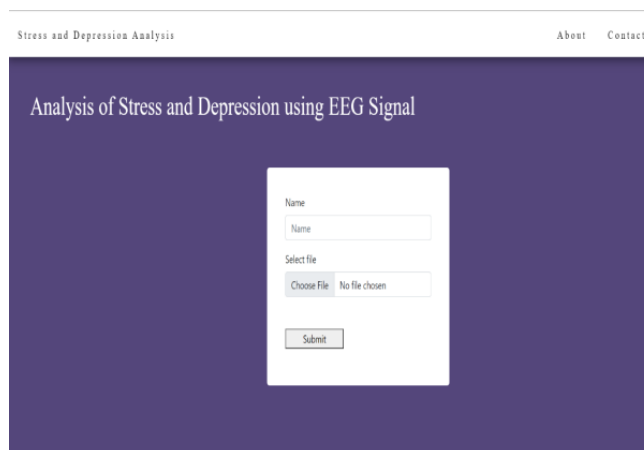 Stress and Depression Analysis About Contact
Analysis of Stress and Depression using EEG Signal
Name
Name
Select file
Choose File No file chosen
Submit